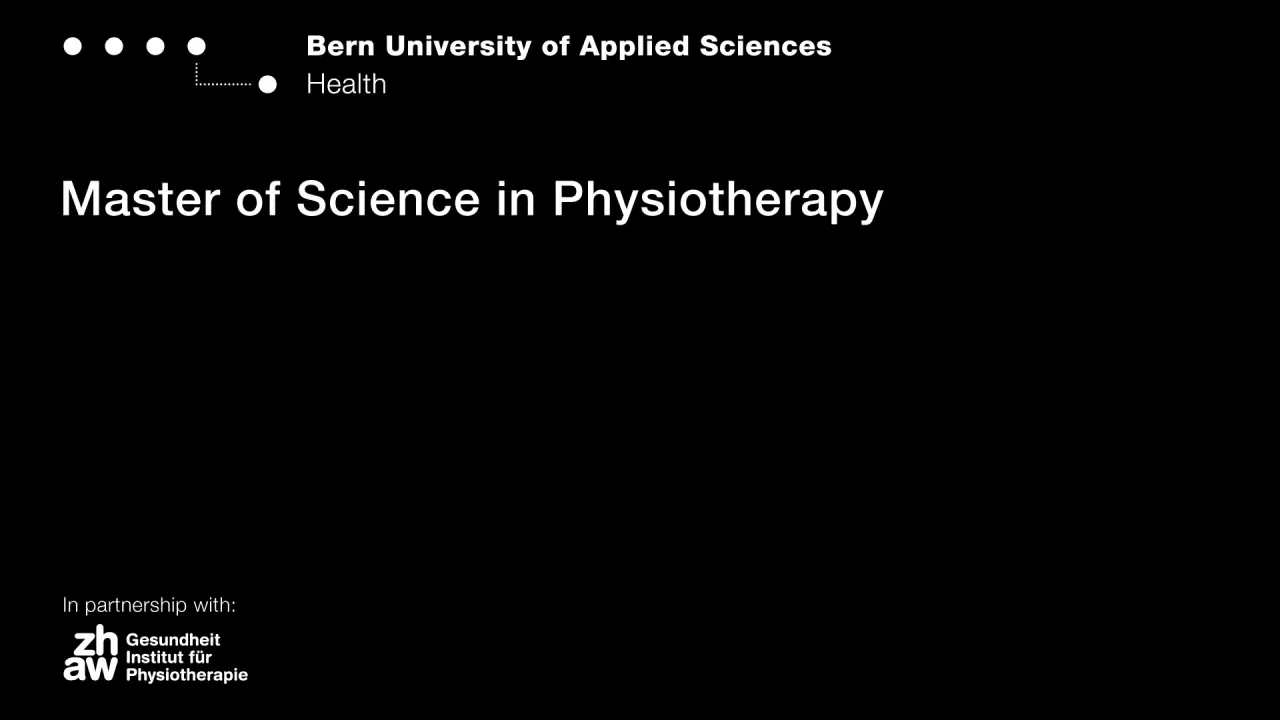 Bern University of Applied Sciences
Health
Master of Science in Physiotherapy
In partnership with:
zh
aw
Gesundheit
Institut für
Physiotherapie